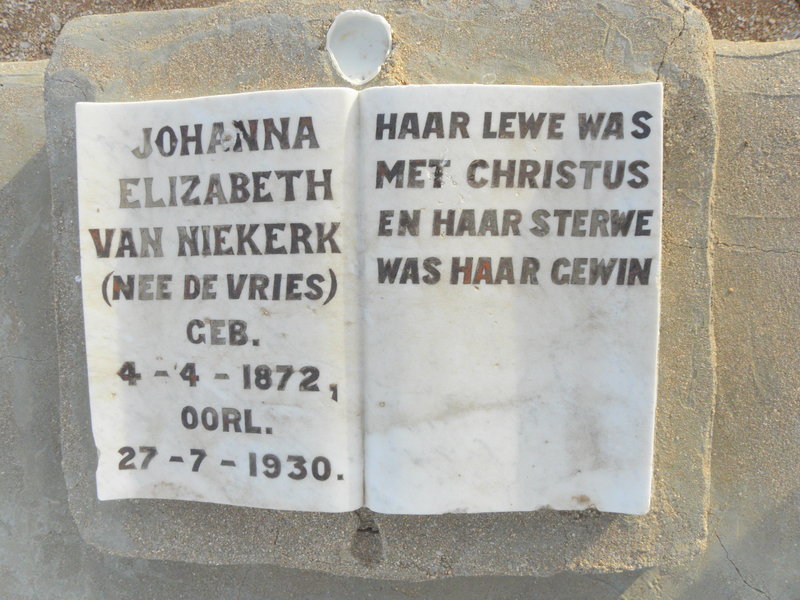 JOHANNA
ELIZABETH
VAN NIEKERK
(NEE DE VRIES)
GEB.
4-4-1872,
OORL.
27-7-1930.
HAAR LEWE WAS
MET CHRISTUS
EN HAAR STERWE
WAS HAAR GEWIN